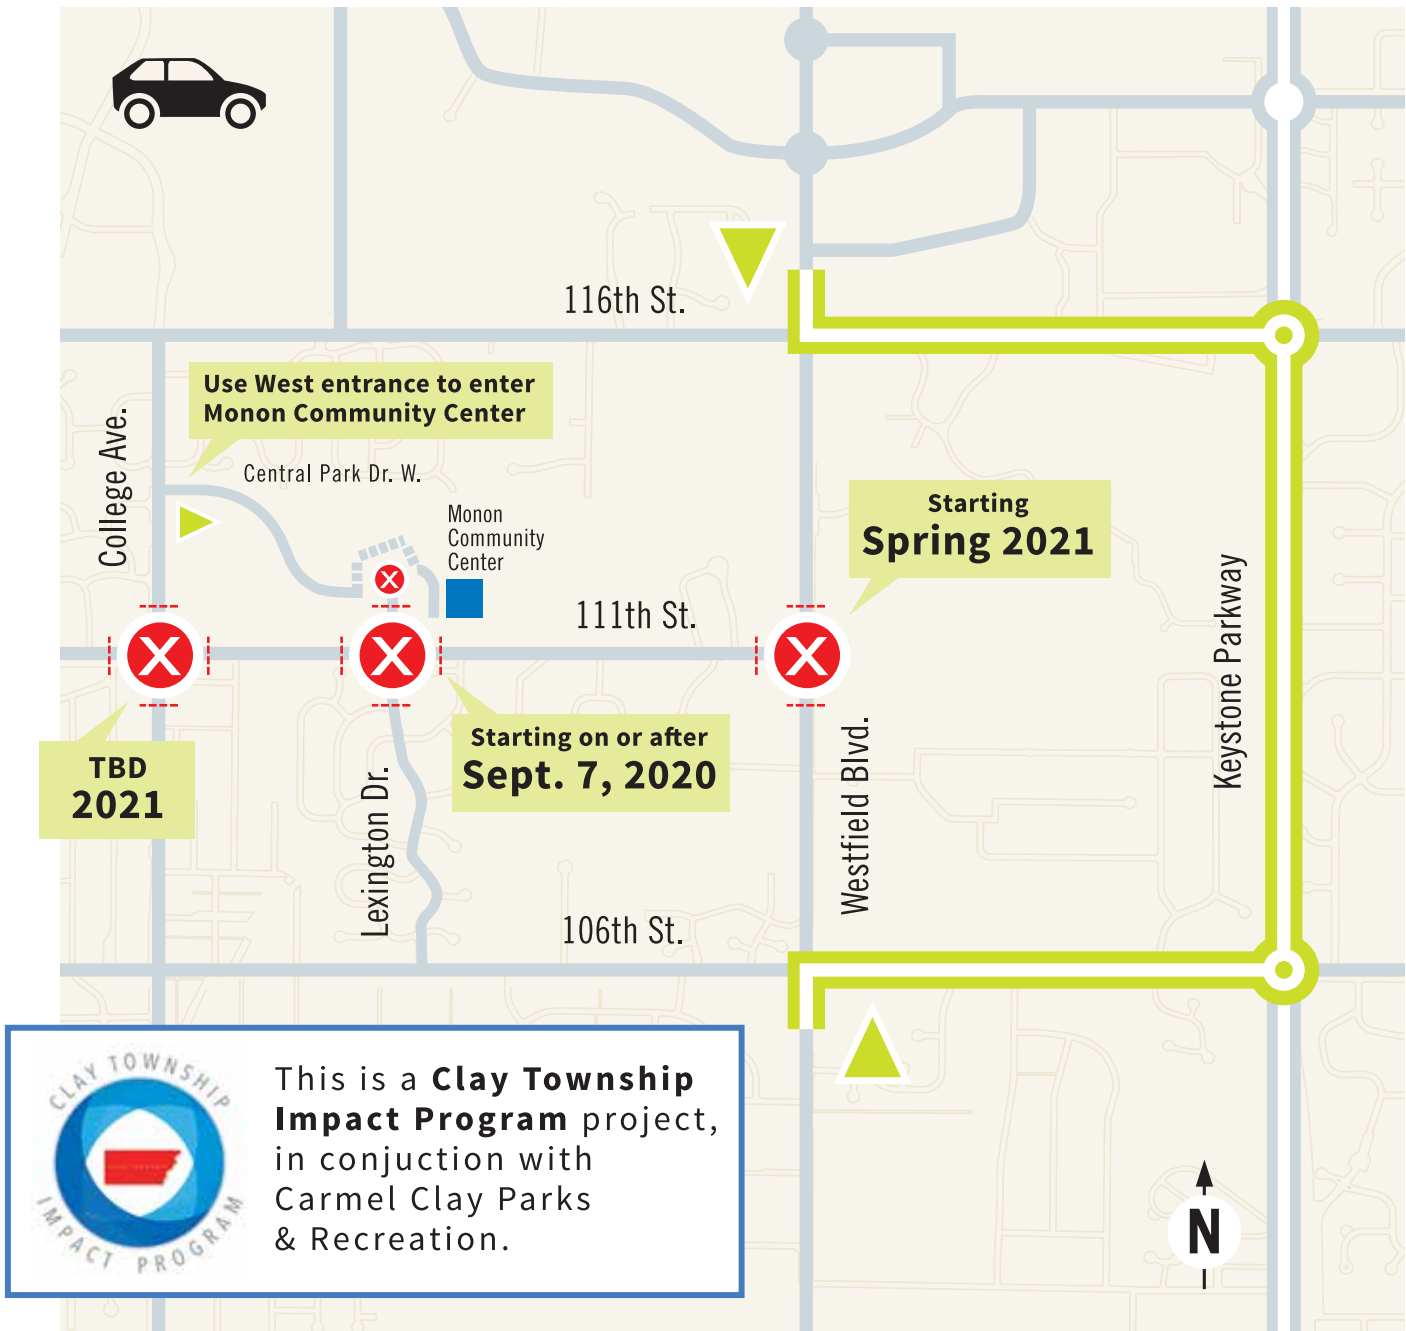 116th St.
Use West entrance to enter
Monon Community Center
College Ave.
Central Park Dr. W.
Monon
Community
Center
Starting
Spring 2021
X
111th St.
X
X
X
Keystone Parkway
Starting on or after
Sept. 7, 2020
TBD
2021
Lexington Dr.
Westfield Blvd.
106th St.
CLAY TOWNSHIP
IMPACT PROGRAM
This is a Clay Township
Impact Program project,
in conjuction with
Carmel Clay Parks
& Recreation.
N